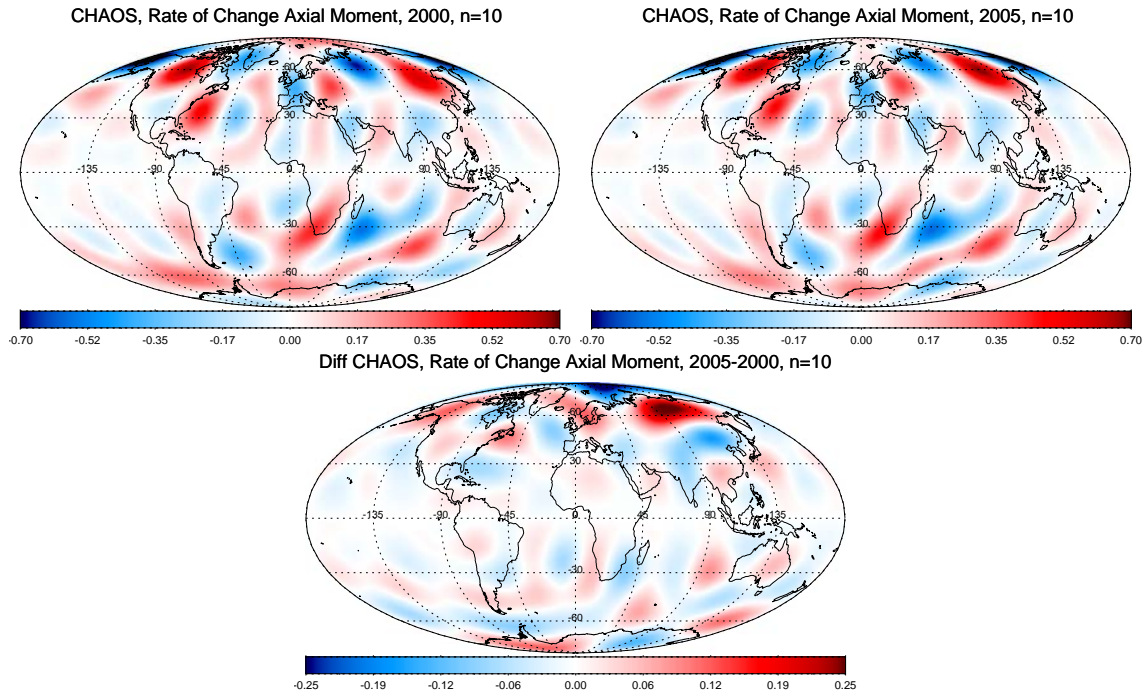 CHAOS, Rate of Change Axial Moment, 2000, n=10
60
30
-135 -90 -45 0 45 90 135
-30
-60
-0.70 -0.52 -0.35 -0.17 0.00 0.17 0.35 0.52 0.70
CHAOS, Rate of Change Axial Moment, 2005, n=10
60
30
-135 -90 -45 0 45 90 135
-30
-60
-0.70 -0.52 -0.35 -0.17 0.00 0.17 0.35 0.52 0.70
Diff CHAOS, Rate of Change Axial Moment, 2005-2000, n=10
60
30
-135 -90 -45 0 45 90 135
-30
-60
-0.25 -0.19 -0.12 -0.06 0.00 0.06 0.12 0.19 0.25